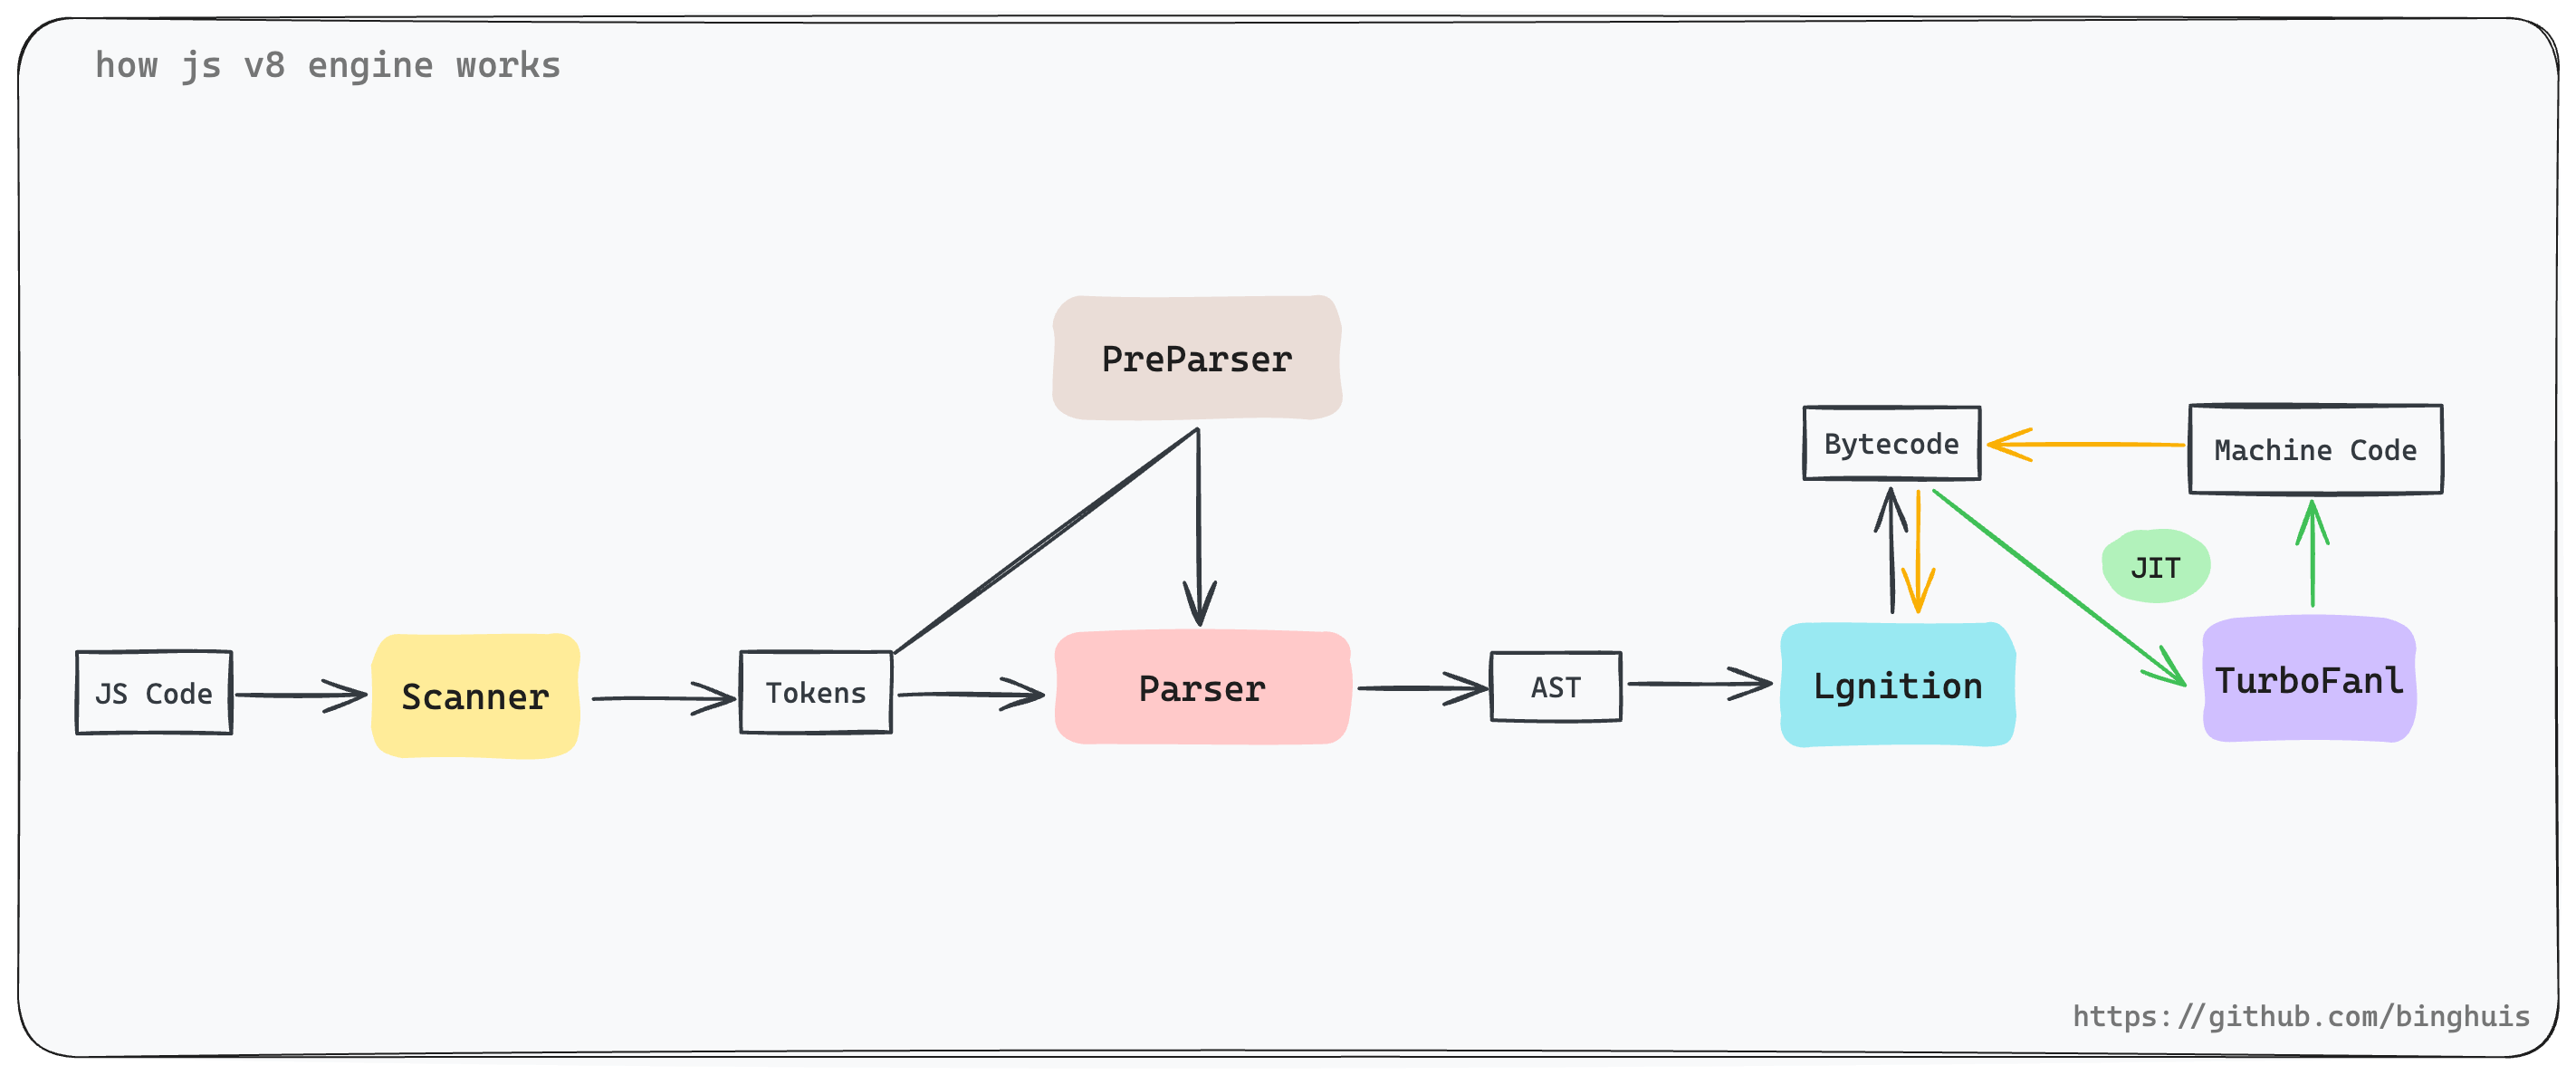 how js v8 engine works
PreParser
Bytecode
Machine Code
JIT
JS Code
Scanner
Tokens
Parser
AST
Lgnition
TurboFanl
https://github.com/binghuis